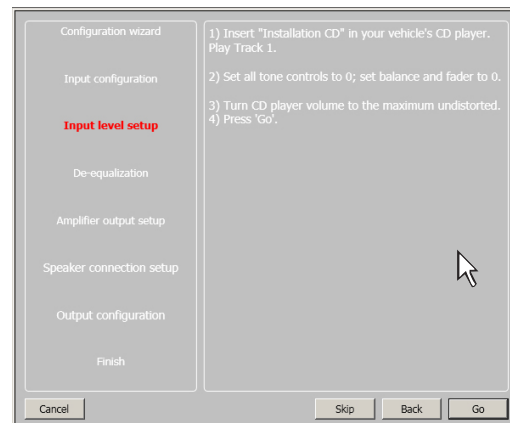 Configuration wizard
Input configuration
Input level setup
De-equalization
Amplifier output setup
Speaker connection setup
Output configuration
Finish
1) Insert "Installation CD" in your vehicle's CD player.
Play Track 1.
2) Set all tone controls to 0; set balance and fader to 0.
3) Turn CD player volume to the maximum undistorted.
4) Press 'Go'.
Cancel
Skip
Back
Go